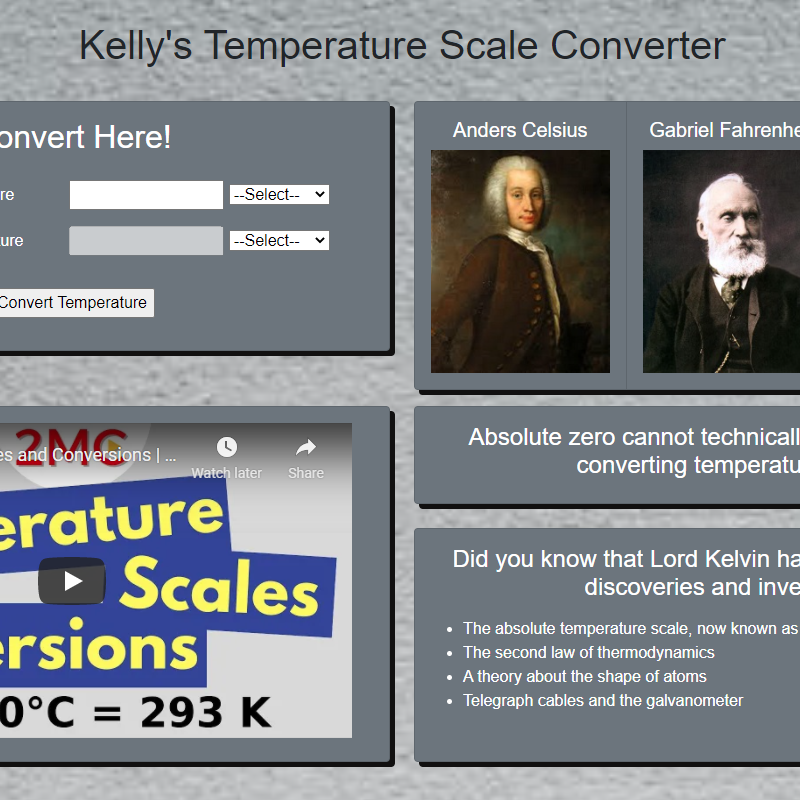 Kelly's Temperature Scale Converter
onvert Here!
re
--Select--
ure
--Select--
Convert Temperature
Anders Celsius
Gabriel Fahrenhe
2MC
es and Conversions | ...
Watch later
Share
erature
Scales
ersions
0°C = 293 K
Absolute zero cannot technicall
converting temperatu
Did you know that Lord Kelvin ha
discoveries and inve
The absolute temperature scale, now known as
The second law of thermodynamics
A theory about the shape of atoms
Telegraph cables and the galvanometer